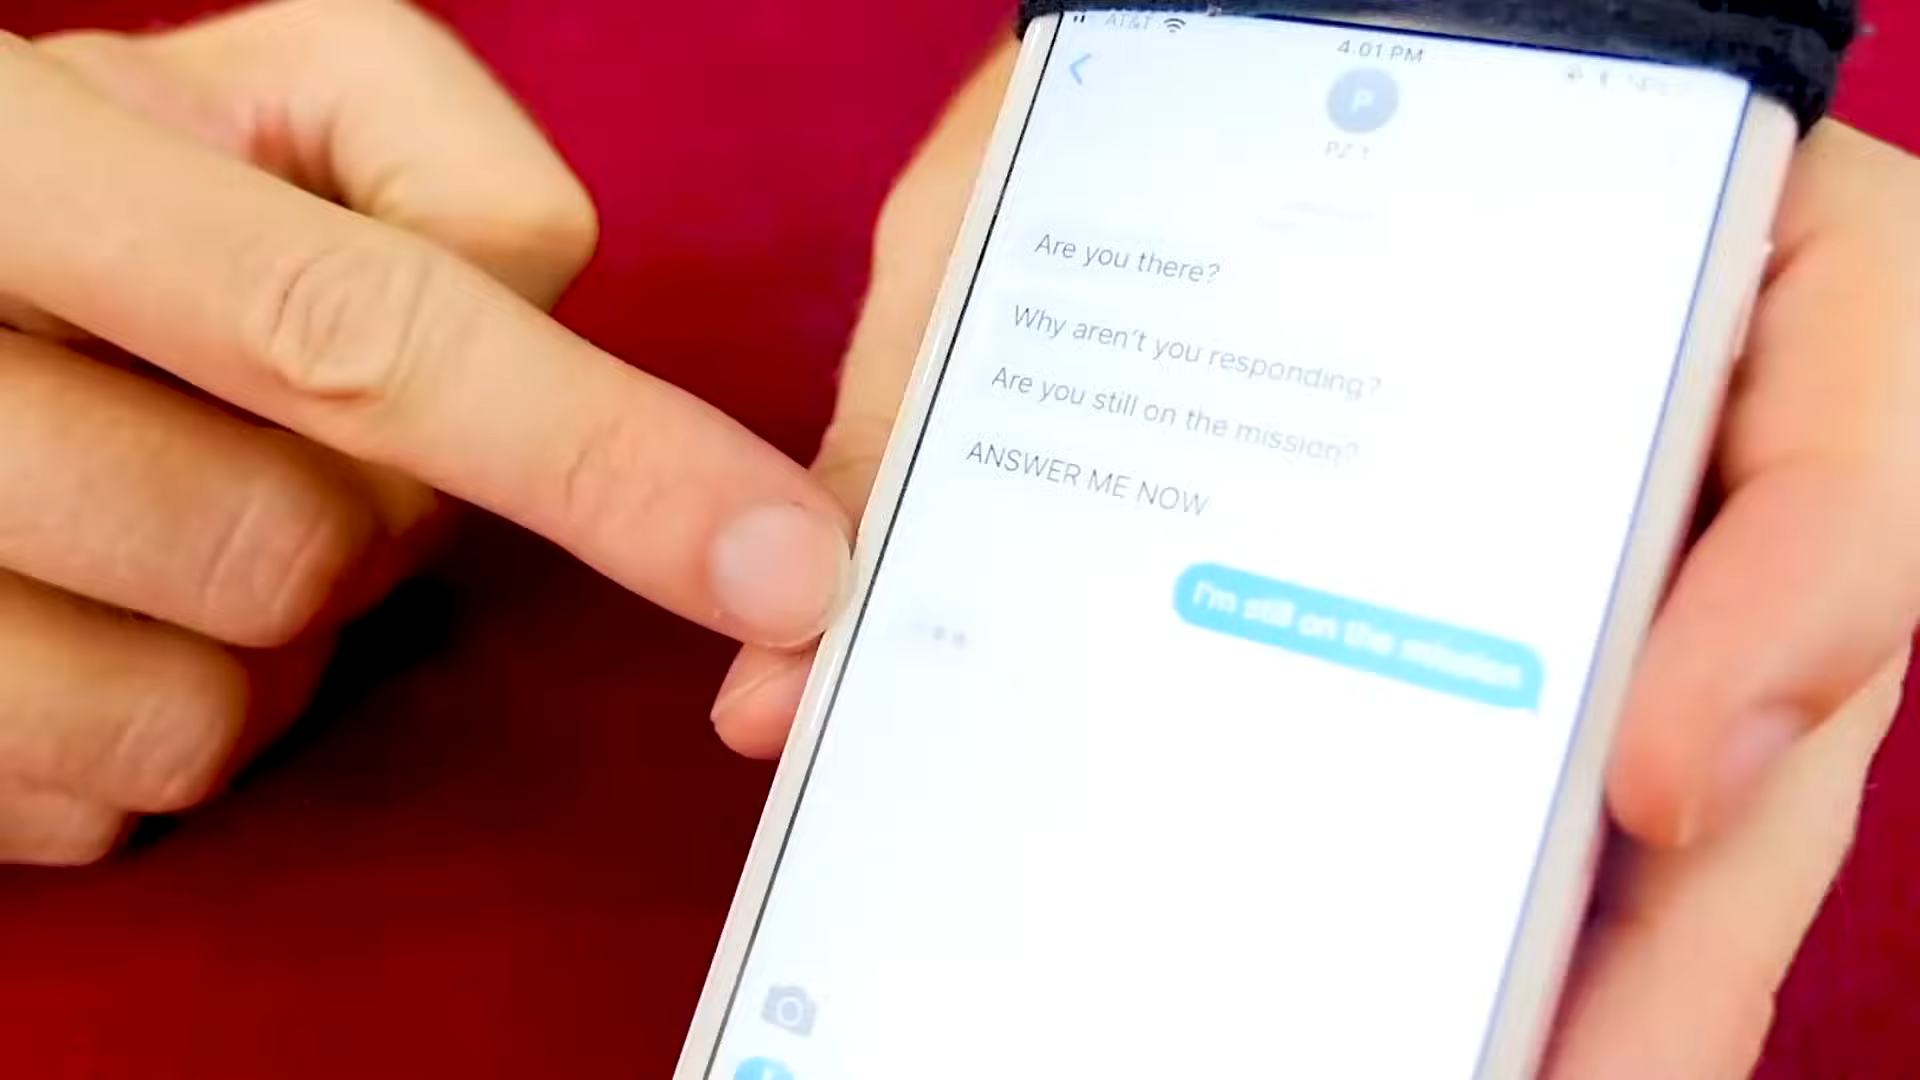 AT&T
4:01 PM
P
PZ 1
Are you there?
Why aren't you responding?
Are you still on the mission?
ANSWER ME NOW
I'm still on the mission